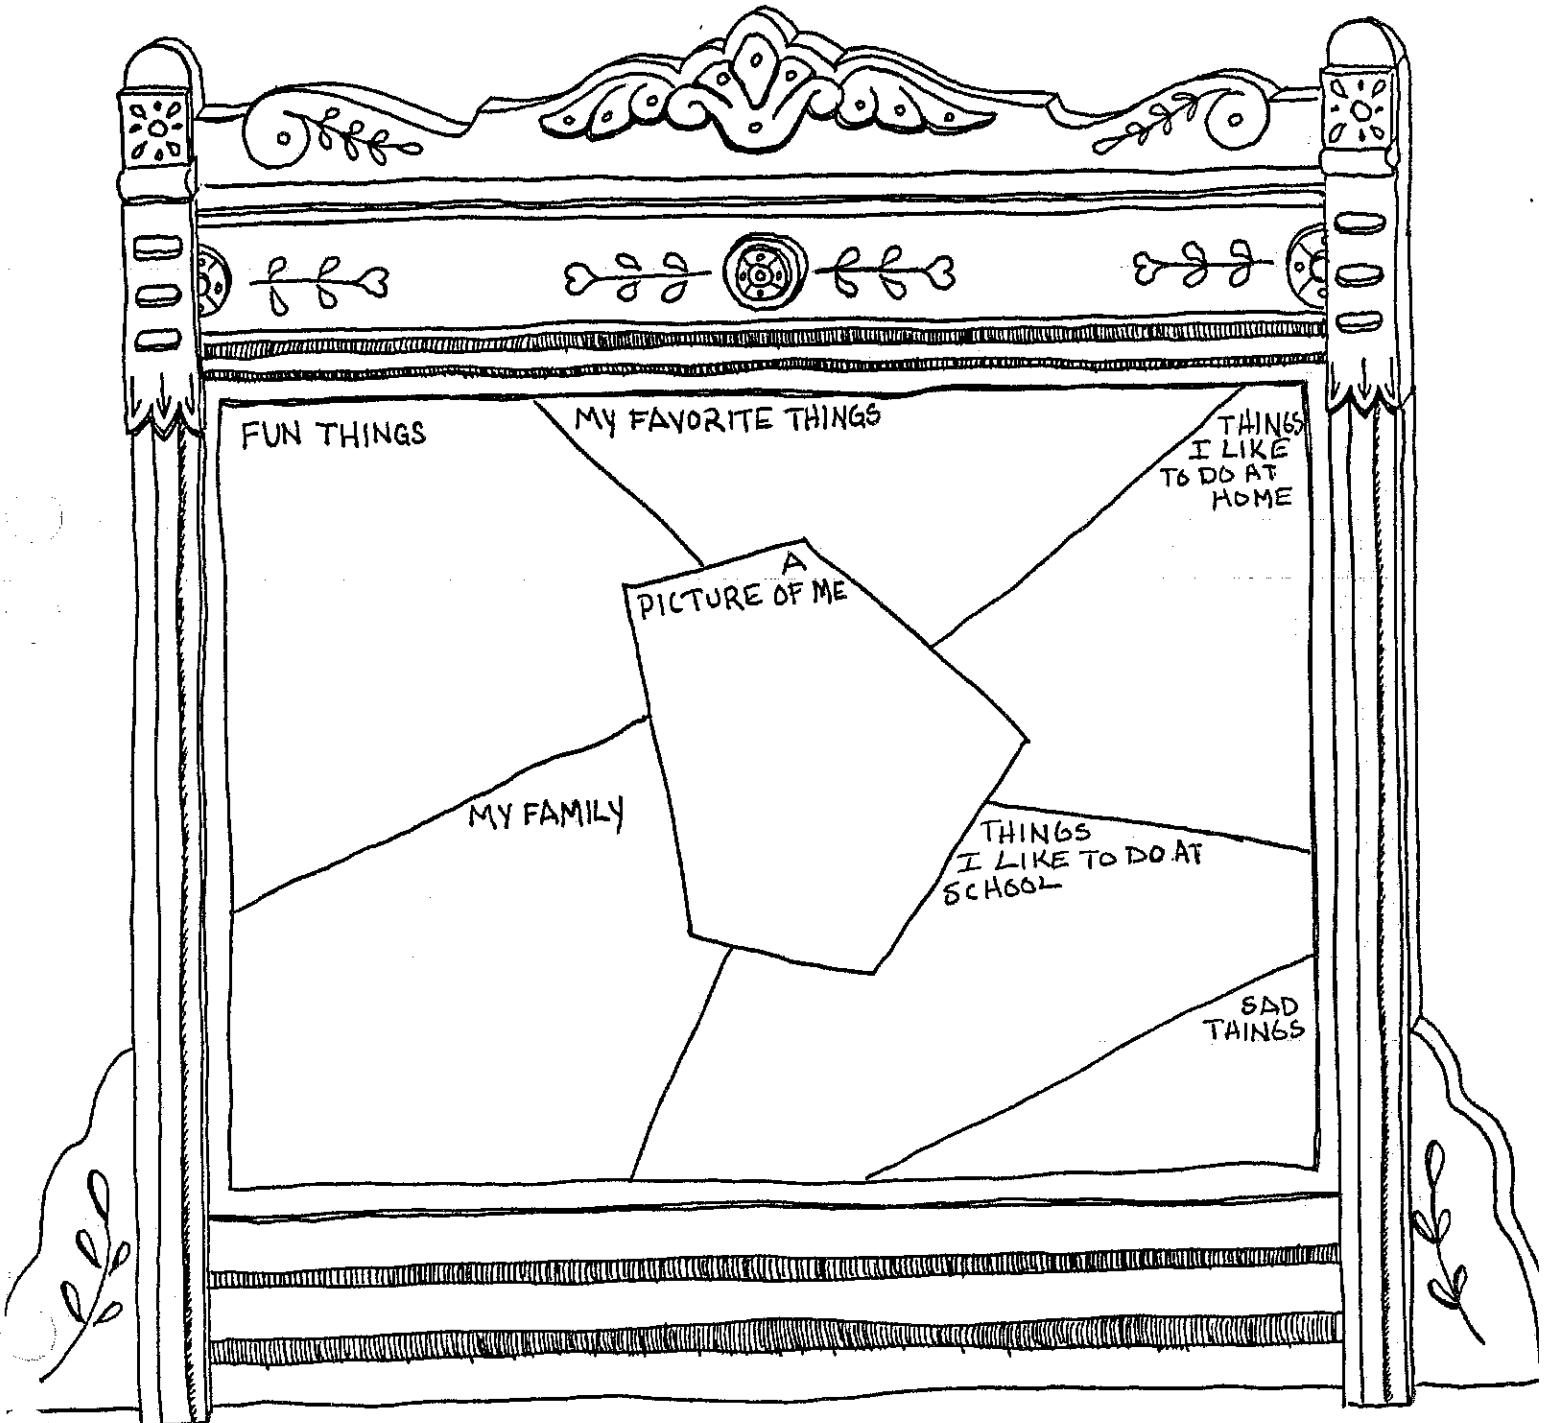 FUN THINGS
MY FAVORITE THINGS
THINGS
I LIKE
TO DO AT
HOME
A
PICTURE OF ME
MY FAMILY
THINGS
I LIKE TO DO AT
SCHOOL
SAD
THINGS